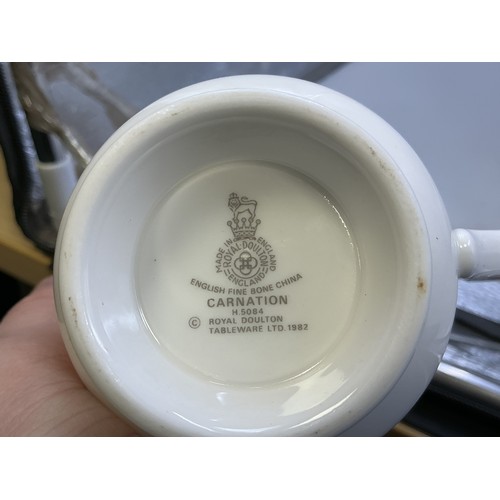 MADE IN ENGLAND
ROYAL DOULTON
ENGLAND
ENGLISH FINE BONE CHINA
CARNATION
H.5084
© ROYAL DOULTON
TABLEWARE LTD.1982